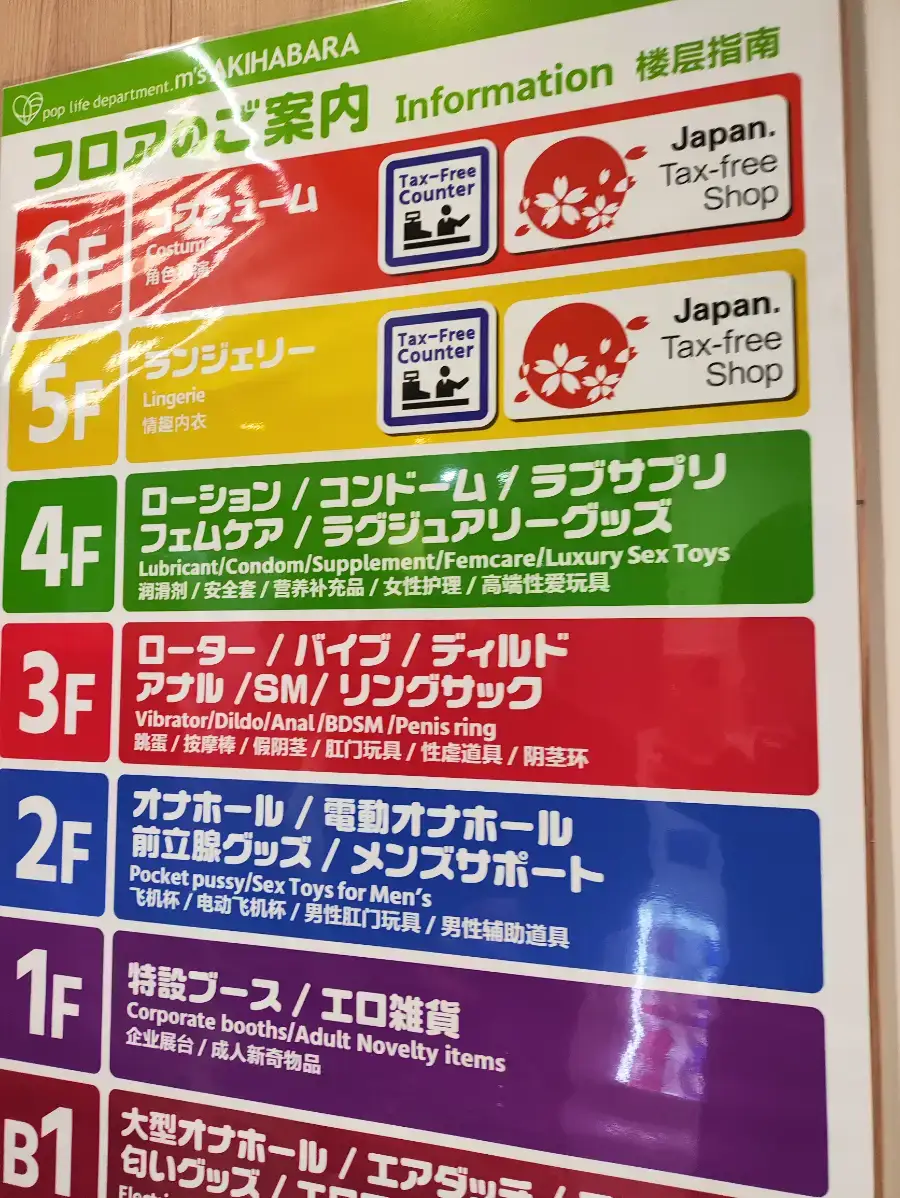 pop life department. m's AKIHABARA
フロアのご案内 Information 楼层指南
6F
コスチューム
Costume
角色扮演
Tax-Free
Counter
Japan.
Tax-free
Shop
5F
ランジェリー
Lingerie
情趣内衣
Tax-Free
Counter
Japan.
Tax-free
Shop
4F
ローション / コンドーム / ラブサプリ
フェムケア / ラグジュアリーグッズ
Lubricant/Condom/Supplement/Femcare/Luxury Sex Toys
润滑剂 / 安全套 / 营养补充品 / 女性护理 / 高端性爱玩具
3F
ローター / バイブ / ディルド
アナル /SM/ リングサック
Vibrator/Dildo/Anal/BDSM/Penis ring
跳蛋 / 按摩棒 / 假阴茎 / 肛门玩具 / 性虐道具 / 阴茎环
2F
オナホール / 電動オナホール
前立腺グッズ / メンズサポート
Pocket pussy/Sex Toys for Men's
飞机杯 / 电动飞机杯 / 男性肛门玩具 / 男性辅助道具
1F
特設ブース / エロ雑貨
Corporate booths/Adult Novelty items
企业展台 / 成人新奇物品
B1
大型オナホール / エアダッチ /
匂いグッズ /